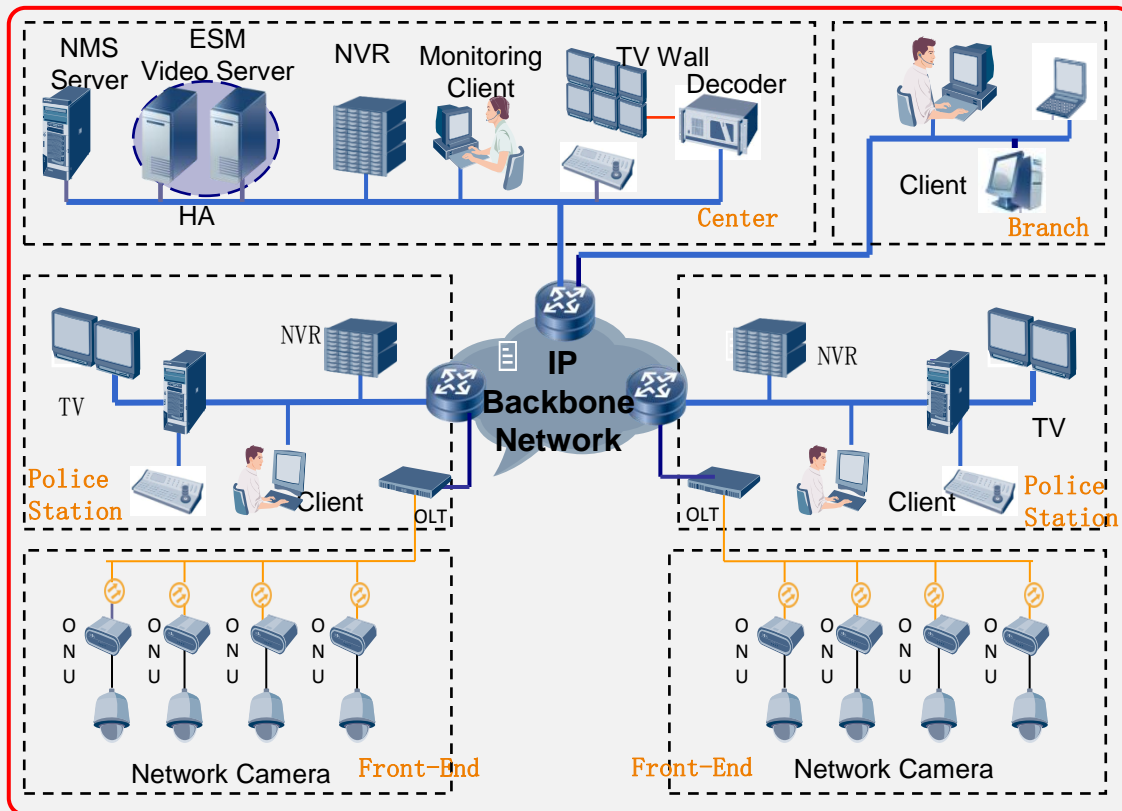 NMS
Server
ESM
Video Server
NVR
Monitoring
Client
TV Wall
Decoder
HA
Center
Client
Branch
NVR
TV
Police
Station
Client
OLT
IP
Backbone
Network
NVR
TV
Client
Police
Station
OLT
O
N
U
O
N
U
O
N
U
O
N
U
Network Camera
Front-End
O
N
U
O
N
U
O
N
U
O
N
U
Front-End
Network Camera